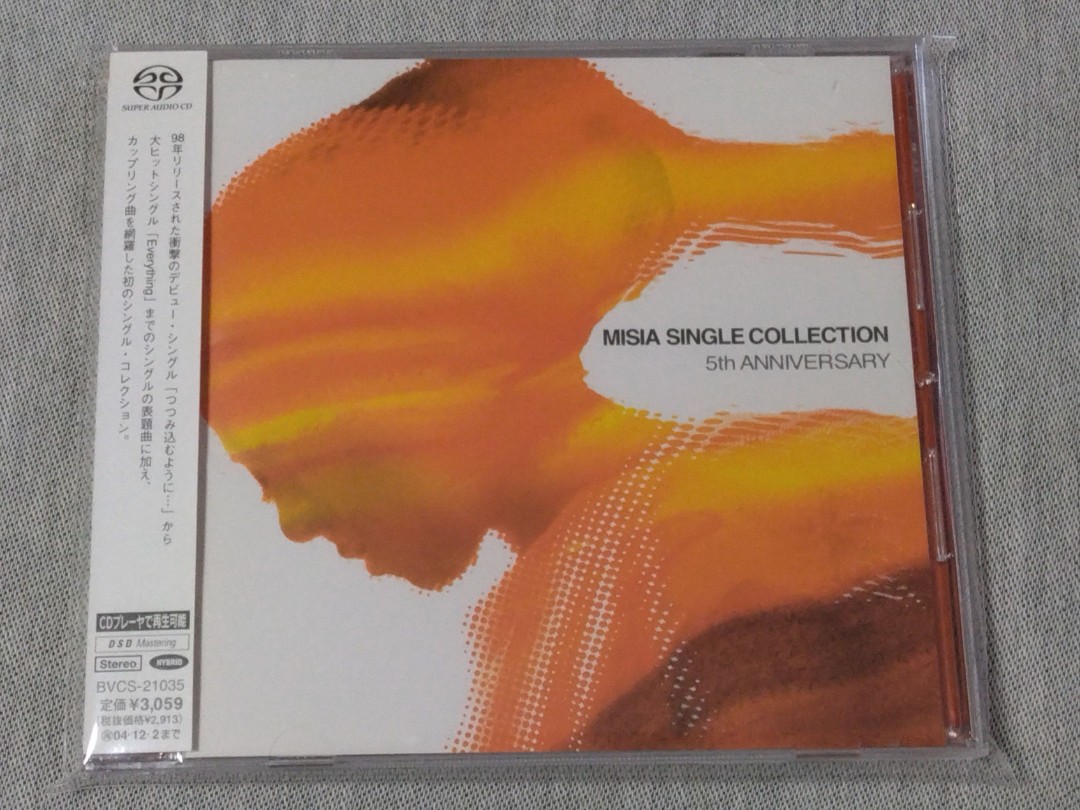 SUPER AUDIO CD
98年リリースされた衝撃のデビュー・シングル「つつみ込むように…」から
大ヒットシングル「Everything」までのシングルの表題曲に加え、
カップリング曲を網羅した初のシングル・コレクション。
CDプレーヤで再生可能
DSD Mastering
Stereo HYBRID
BVCS-21035
定価¥3,059
(税抜価格¥2,913)
Ⓡ04・12・2まで
MISIA SINGLE COLLECTION
5th ANNIVERSARY